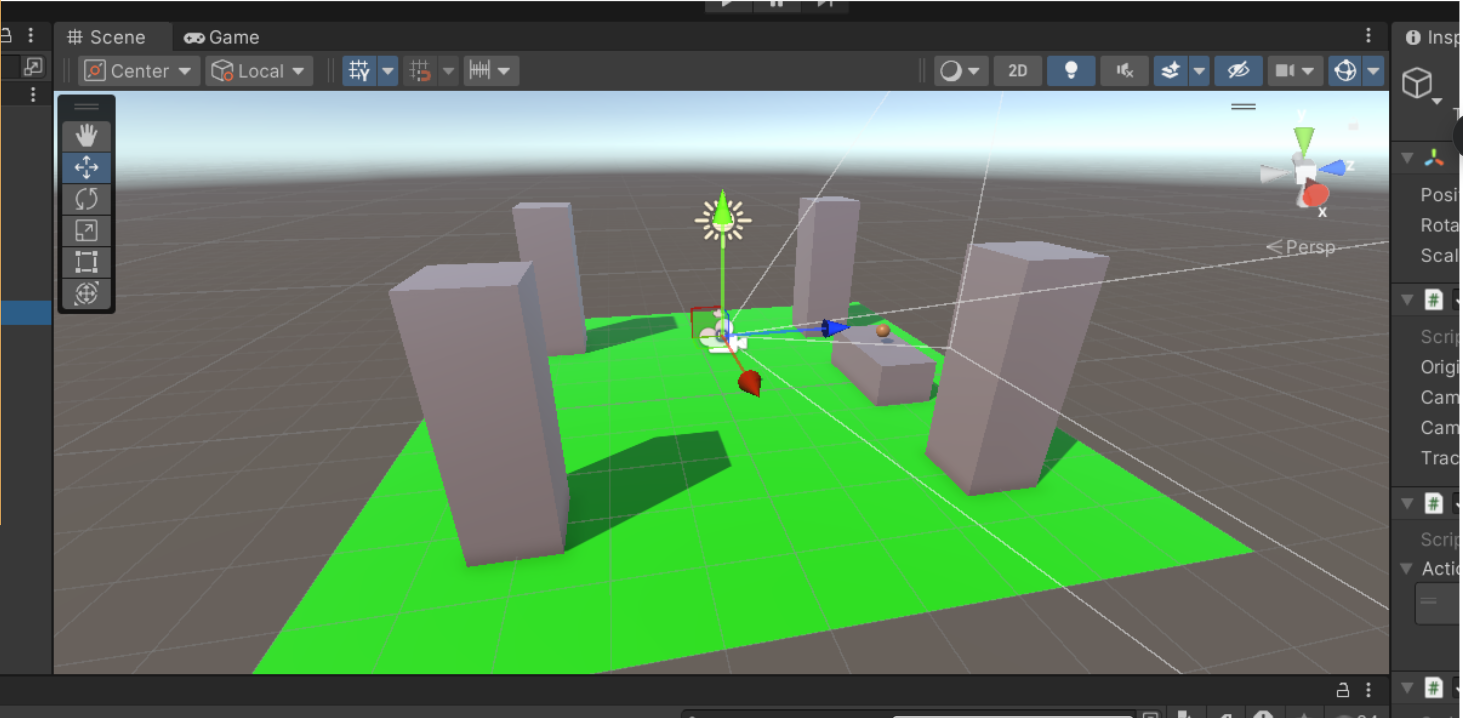 Scene
Game
Insp
Center
Local
2D
y
z
x
Persp
Posi
Rota
Scal
#
Scrip
Origi
Cam
Cam
Trac
#
Scrip
Actio
#